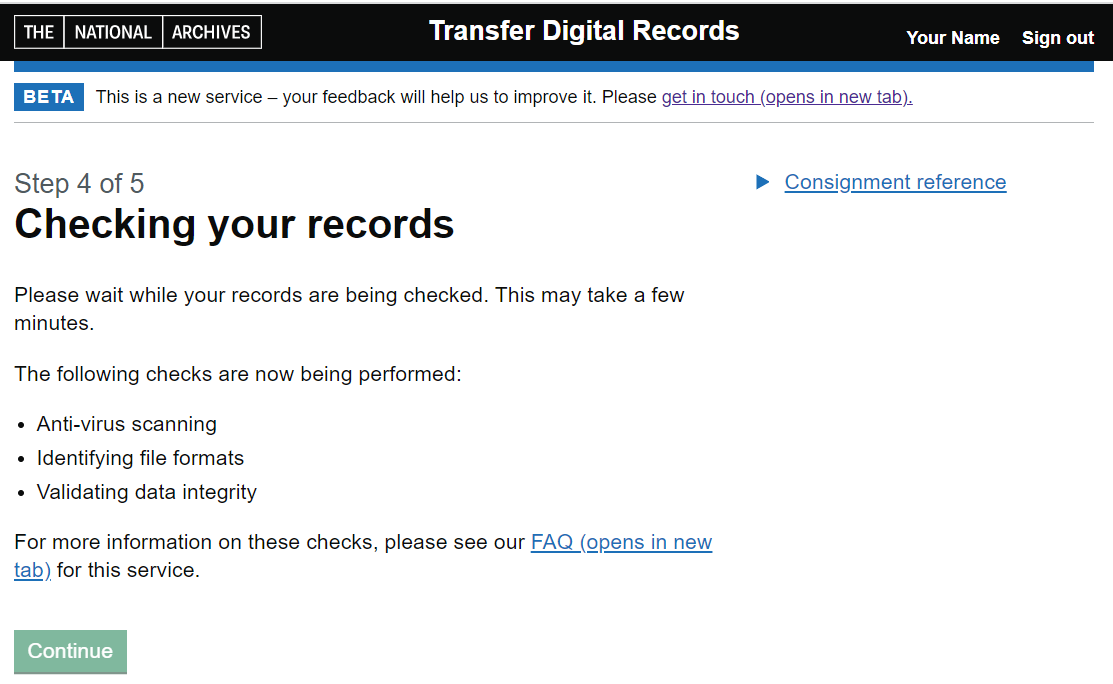 THE NATIONAL ARCHIVES
Transfer Digital Records
Your Name Sign out
BETA This is a new service – your feedback will help us to improve it. Please get in touch (opens in new tab).
Step 4 of 5
Checking your records
Consignment reference
Please wait while your records are being checked. This may take a few
minutes.
The following checks are now being performed:
• Anti-virus scanning
• Identifying file formats
• Validating data integrity
For more information on these checks, please see our FAQ (opens in new
tab) for this service.
Continue